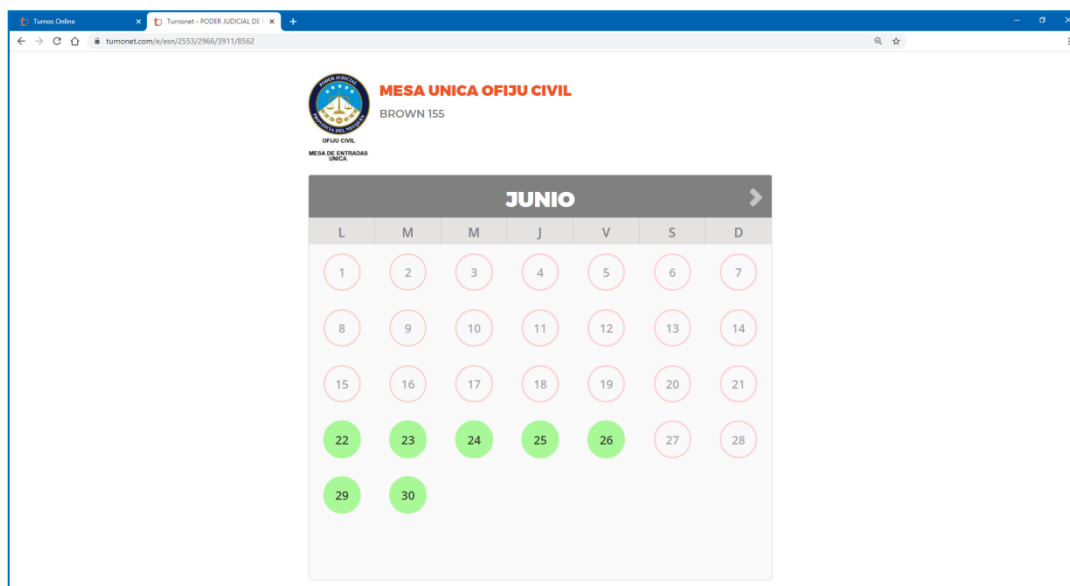 Turnos Online
Turnonet - PODER JUDICIAL DE
turnonet.com/e/esn/2553/2966/3911/8562
PODER JUDICIAL
PROVINCIA DEL NEUQUEN
OFIJU CIVIL
MESA DE ENTRADAS
UNICA
MESA UNICA OFIJU CIVIL
BROWN 155
JUNIO
L M M J V S D
1 2 3 4 5 6 7
8 9 10 11 12 13 14
15 16 17 18 19 20 21
22 23 24 25 26 27 28
29 30